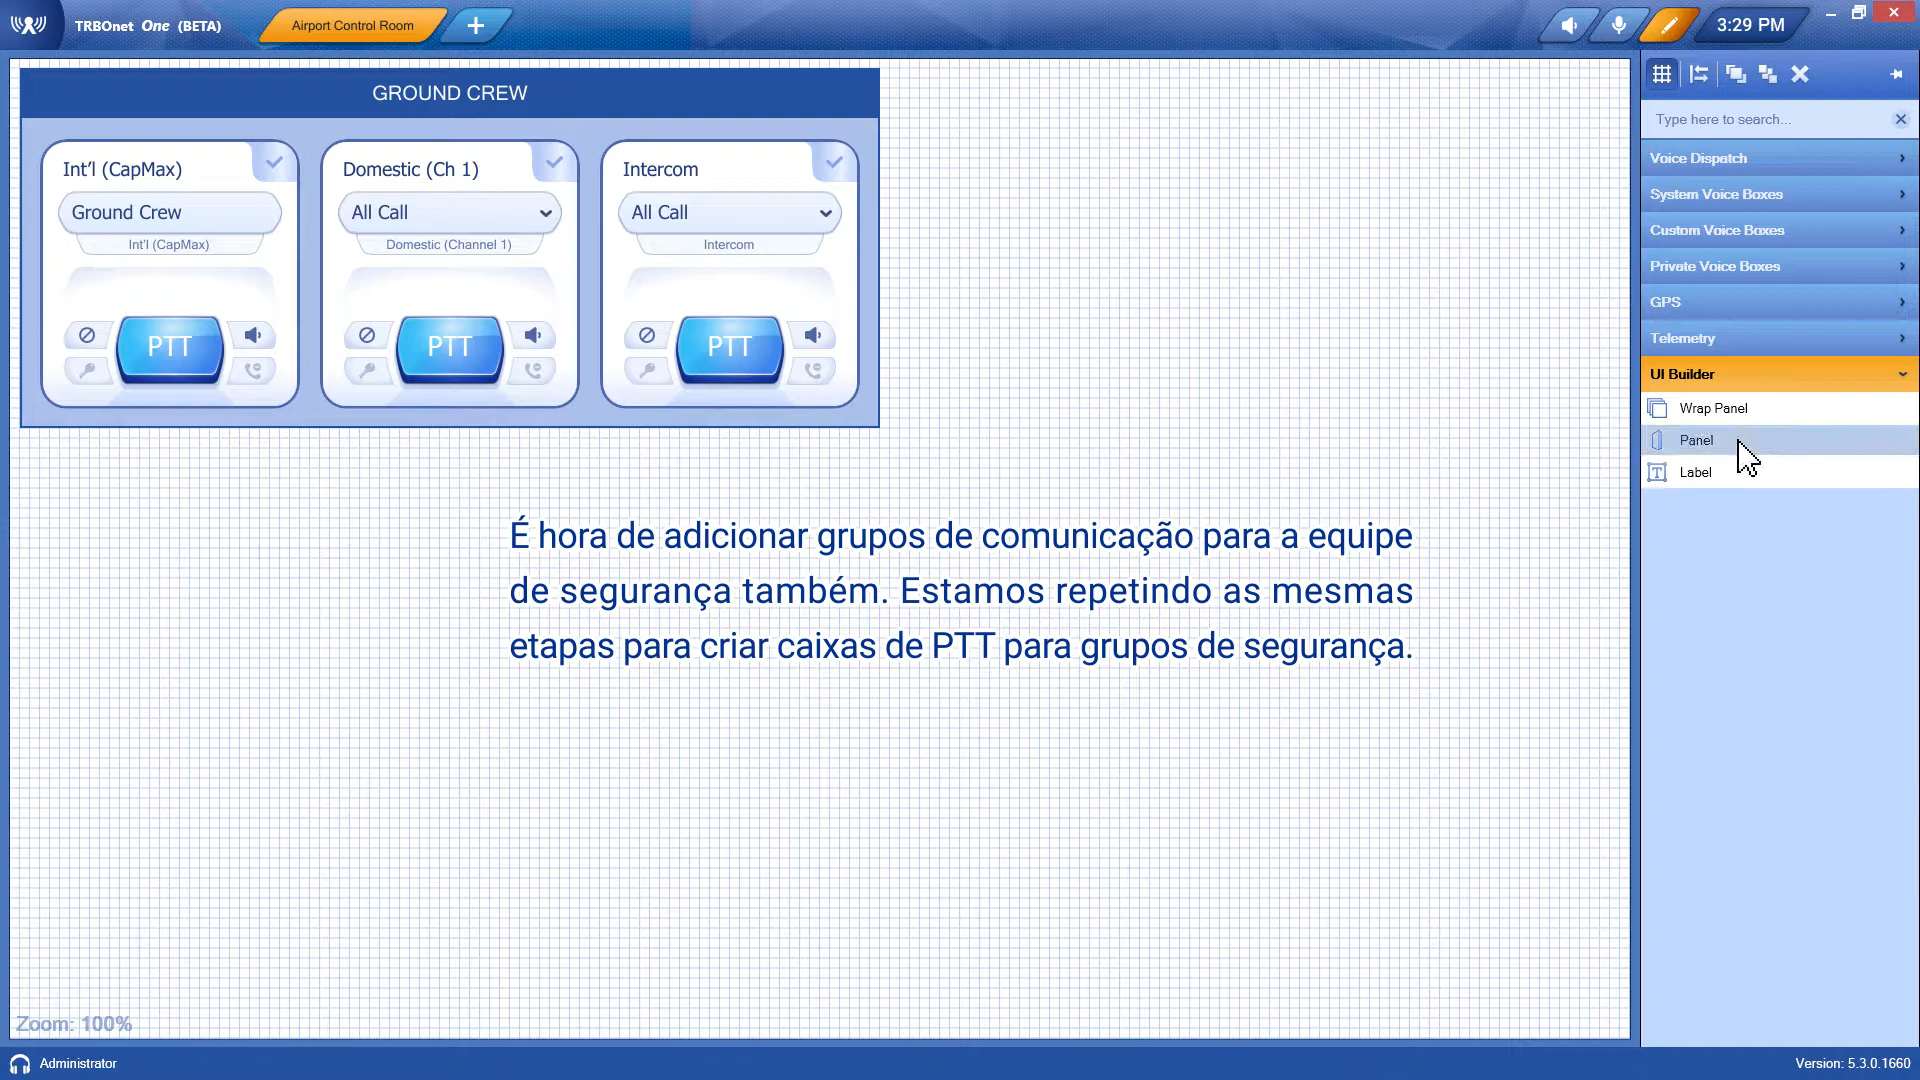 TRBOnet One (BETA)
Airport Control Room
3:29 PM
GROUND CREW
Int'l (CapMax)
Ground Crew
Int'l (CapMax)
PTT
Domestic (Ch 1)
All Call
Domestic (Channel 1)
PTT
Intercom
All Call
Intercom
PTT
É hora de adicionar grupos de comunicação para a equipe
de segurança também. Estamos repetindo as mesmas
etapas para criar caixas de PTT para grupos de segurança.
Type here to search...
Voice Dispatch
System Voice Boxes
Custom Voice Boxes
Private Voice Boxes
GPS
Telemetry
UI Builder
Wrap Panel
Panel
Label
Zoom: 100%
Administrator
Version: 5.3.0.1660